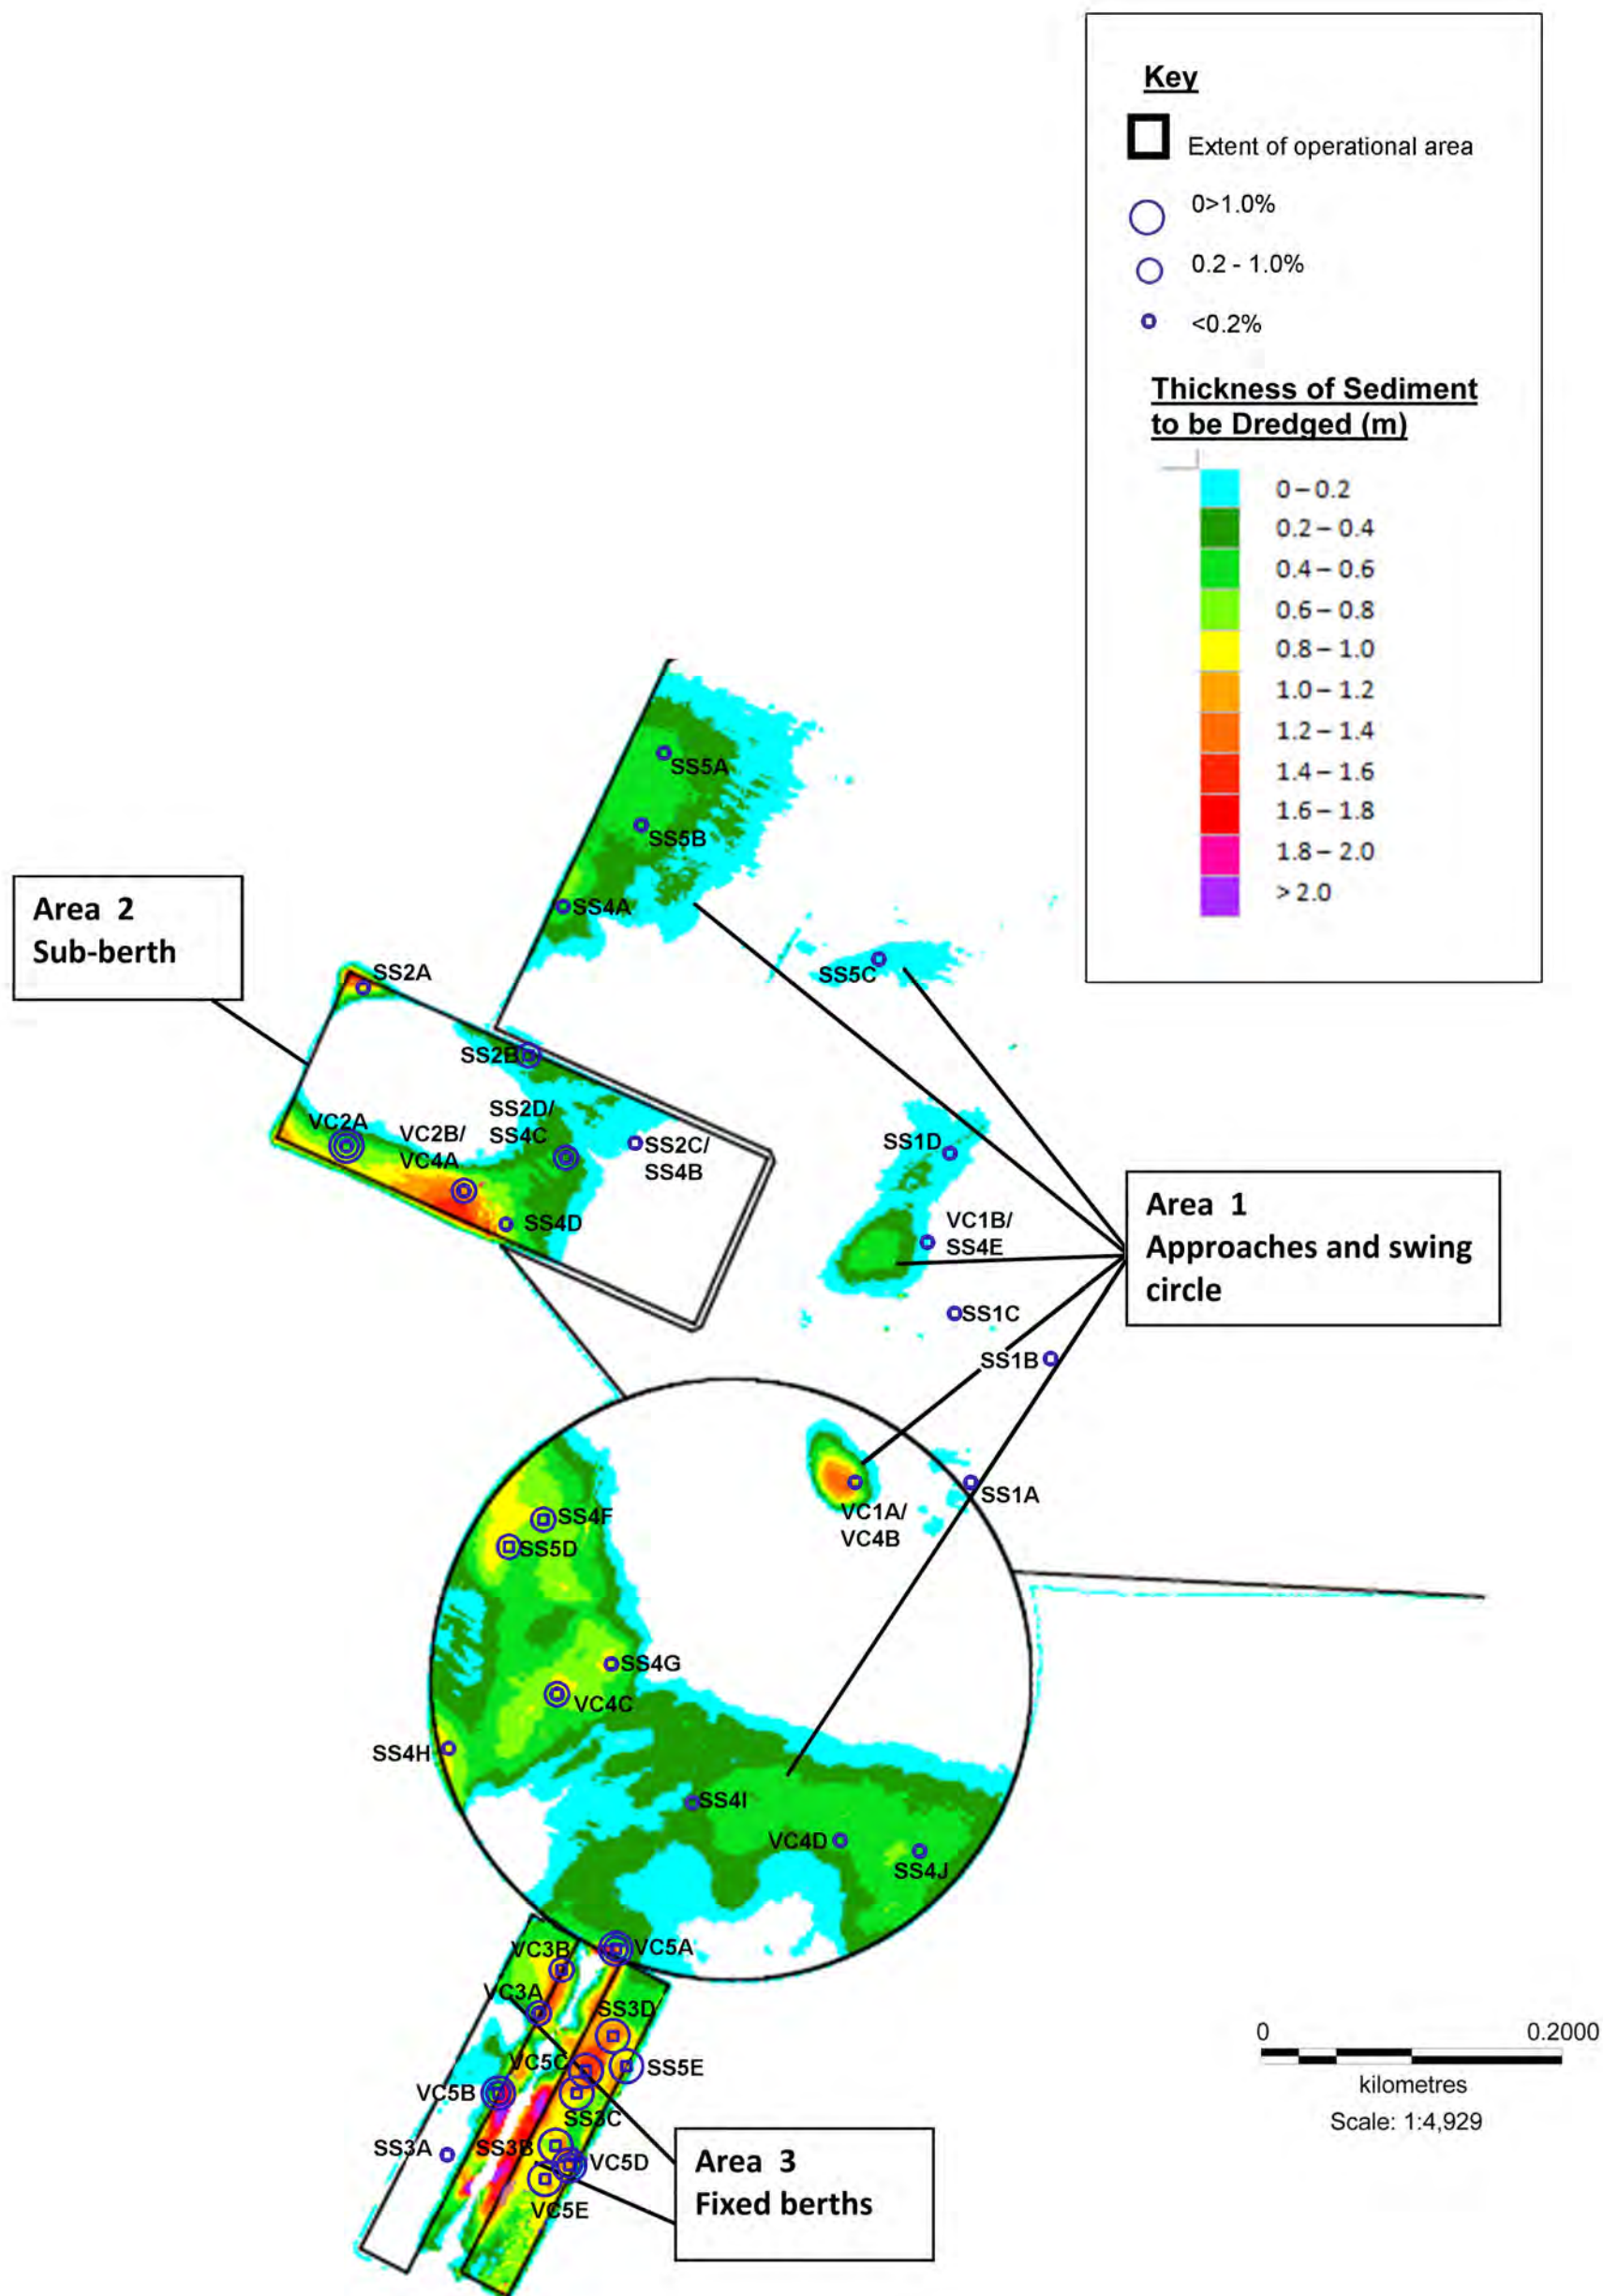 Key
Extent of operational area
0>1.0%
0.2 - 1.0%
<0.2%
Thickness of Sediment
to be Dredged (m)
0 – 0.2
0.2 – 0.4
0.4 – 0.6
0.6 – 0.8
0.8 – 1.0
1.0 – 1.2
1.2 – 1.4
1.4 – 1.6
1.6 – 1.8
1.8 – 2.0
> 2.0
SS5A
SS5B
SS4A
Area 2
Sub-berth
SS5C
SS2A
SS2B
SS2D/
SS4C
VC2A
VC2B/
VC4A
SS2C/
SS4B
SS4D
SS1D
VC1B/
SS4E
Area 1
Approaches and swing
circle
SS1C
SS1B
SS1A
VC1A/
VC4B
SS4F
SS5D
SS4G
VC4C
SS4H
SS4I
VC4D
SS4J
VC3B
VC5A
VC3A
SS3D
VC5C
SS5E
VC5B
SS3C
SS3A
SS3B
VC5D
VC5E
Area 3
Fixed berths
0
0.2000
kilometres
Scale: 1:4,929